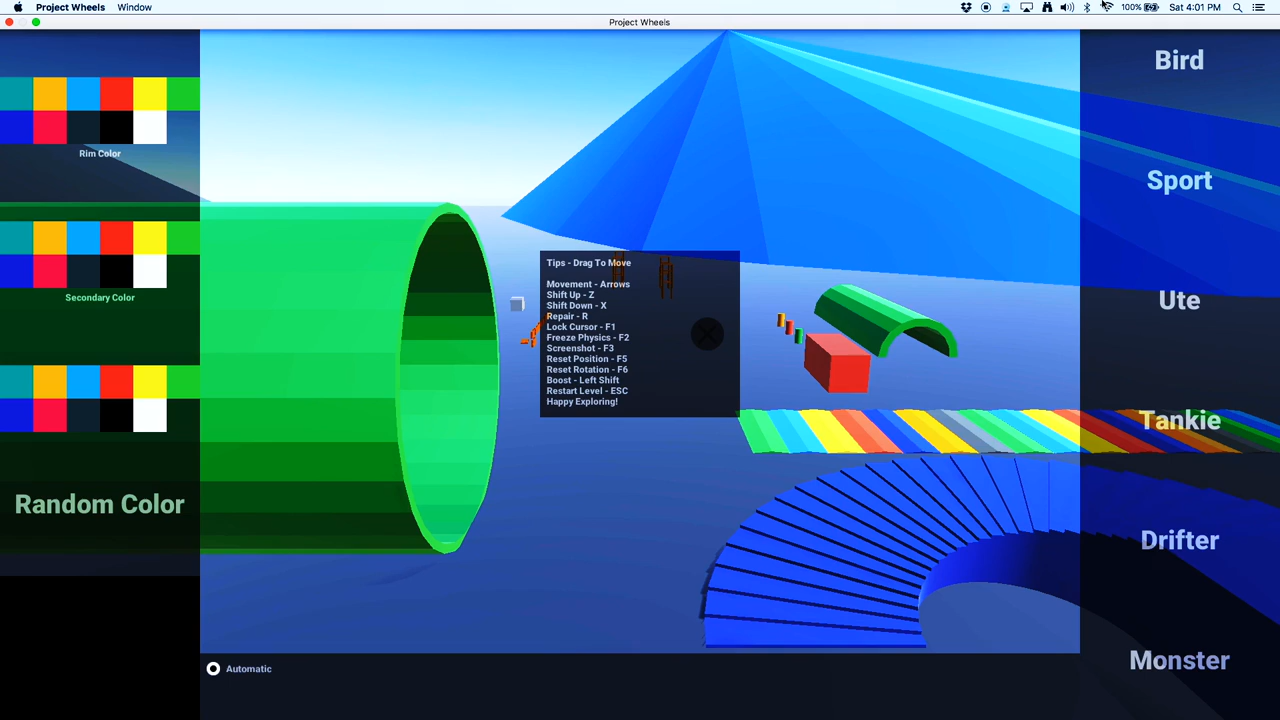 Project Wheels Window 100% Sat 4:01 PM
Project Wheels
Rim Color
Secondary Color
Random Color
Tips - Drag To Move
Movement - Arrows
Shift Up - Z
Shift Down - X
Repair - R
Lock Cursor - F1
Freeze Physics - F2
Screenshot - F3
Reset Position - F5
Reset Rotation - F6
Boost - Left Shift
Restart Level - ESC
Happy Exploring!
Bird
Sport
Ute
Tankie
Drifter
Monster
Automatic